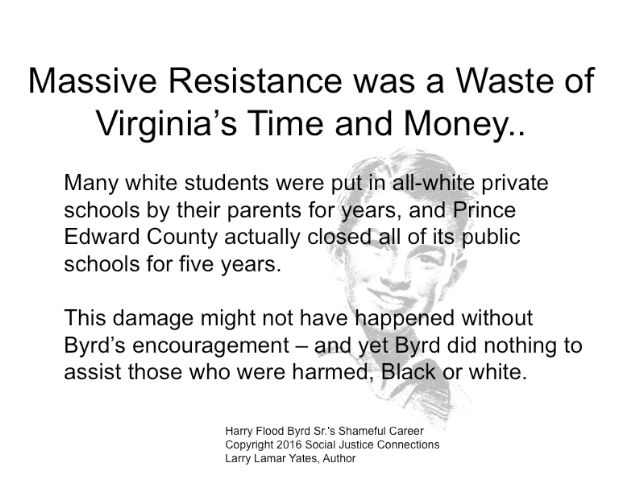 Massive Resistance was a Waste of
Virginia’s Time and Money..
Many white students were put in all-white private
schools by their parents for years, and Prince
Edward County actually closed all of its public
schools for five years.
This damage might not have happened without
Byrd’s encouragement – and yet Byrd did nothing to
assist those who were harmed, Black or white.
Harry Flood Byrd Sr.'s Shameful Career
Copyright 2016 Social Justice Connections
Larry Lamar Yates, Author